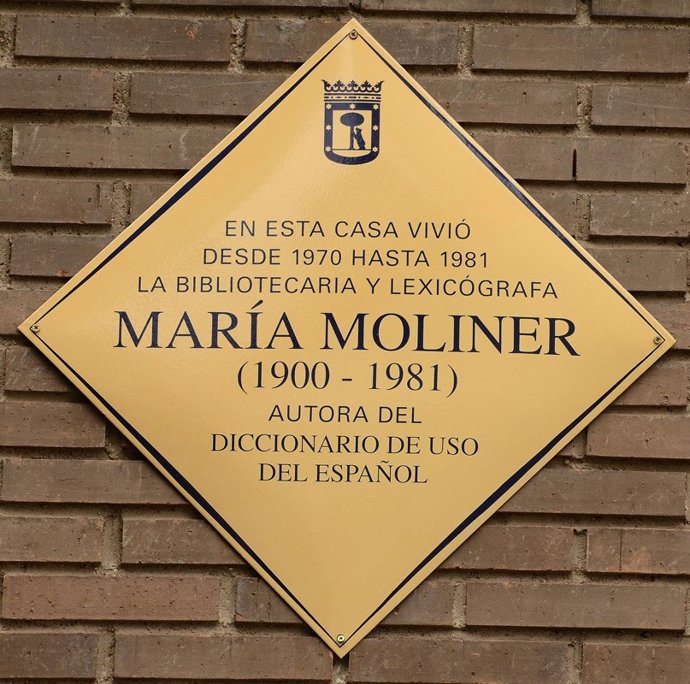 EN ESTA CASA VIVIÓ
DESDE 1970 HASTA 1981
LA BIBLIOTECARIA Y LEXICÓGRAFA
MARÍA MOLINER
(1900 - 1981)
AUTORA DEL
DICCIONARIO DE USO
DEL ESPAÑOL